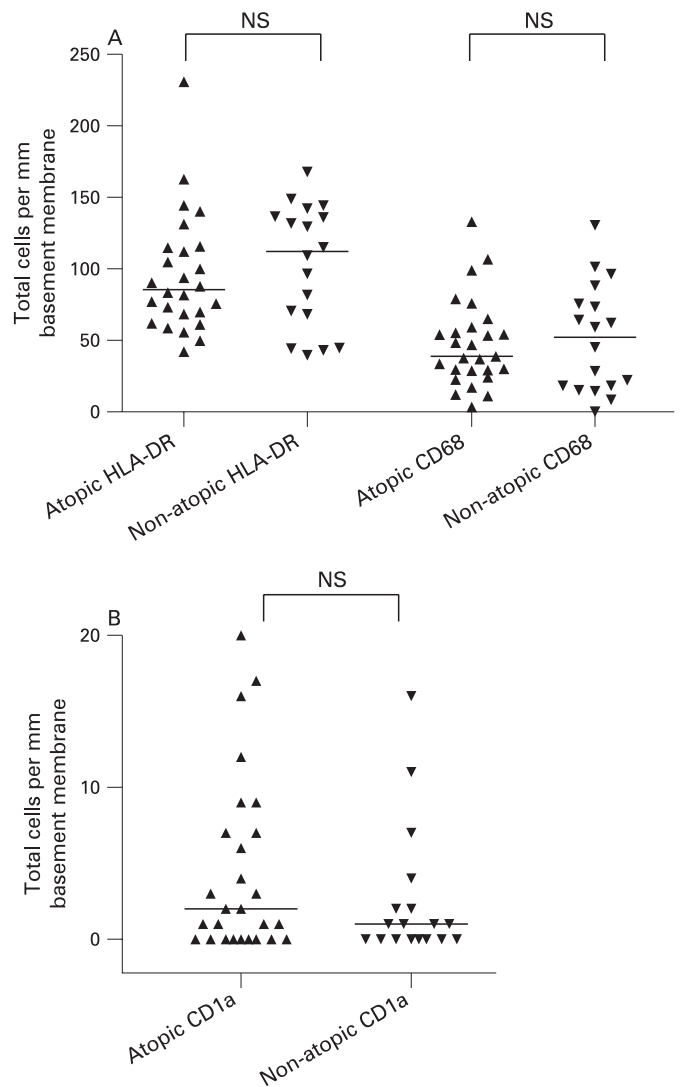 A
NS
NS
250
200
150
100
50
0
Total cells per mm
basement membrane
Atopic HLA-DR
Non-atopic HLA-DR
Atopic CD68
Non-atopic CD68
B
NS
20
10
0
Total cells per mm
basement membrane
Atopic CD1a
Non-atopic CD1a